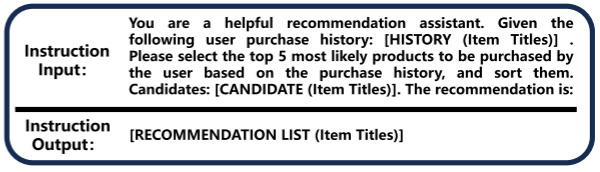 You are a helpful recommendation assistant. Given the
following user purchase history: [HISTORY (Item Titles)] .
Instruction Input: Please select the top 5 most likely products to be purchased by
the user based on the purchase history, and sort them.
Candidates: [CANDIDATE (Item Titles)]. The recommendation is:
Instruction Output: [RECOMMENDATION LIST (Item Titles)]